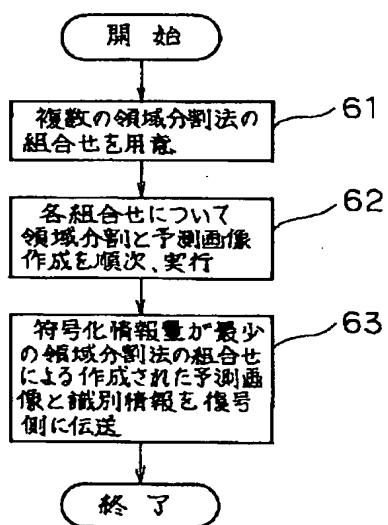 開始
複数の領域分割法の
組合せを用意
61
各組合せについて
領域分割と予測画像
作成を順次、実行
62
符号化情報量が最少
の領域分割法の組合せ
による作成された予測画
像と識別情報を復号
側に伝送
63
終了